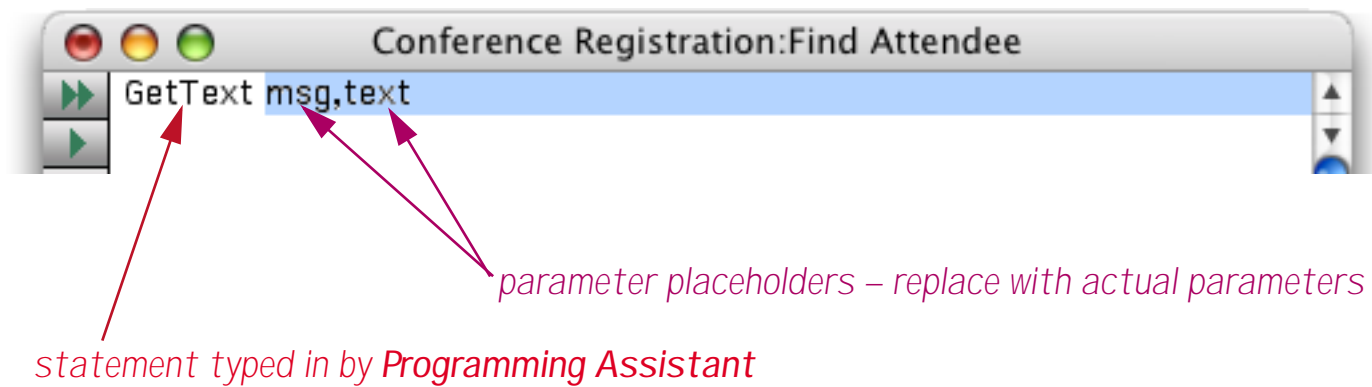 Conference Registration:Find Attendee
GetText msg,text
parameter placeholders – replace with actual parameters
statement typed in by Programming Assistant